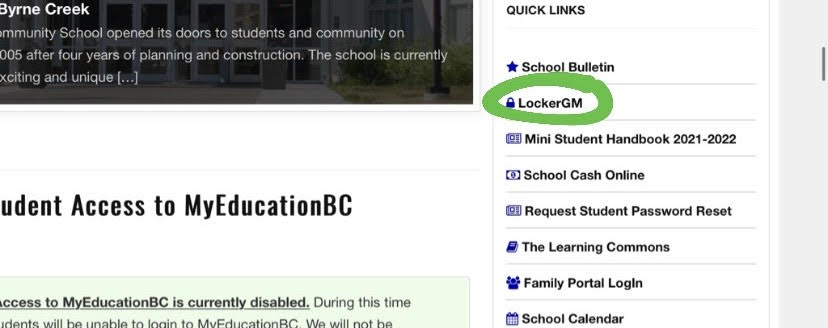 Byrne Creek
ommunity School opened its doors to students and community on
005 after four years of planning and construction. The school is currently
xciting and unique [...]
udent Access to MyEducationBC
Access to MyEducationBC is currently disabled. During this time
udents will be unable to login to MyEducationBC. We will not be
QUICK LINKS
School Bulletin
LockerGM
Mini Student Handbook 2021-2022
School Cash Online
Request Student Password Reset
The Learning Commons
Family Portal LogIn
School Calendar